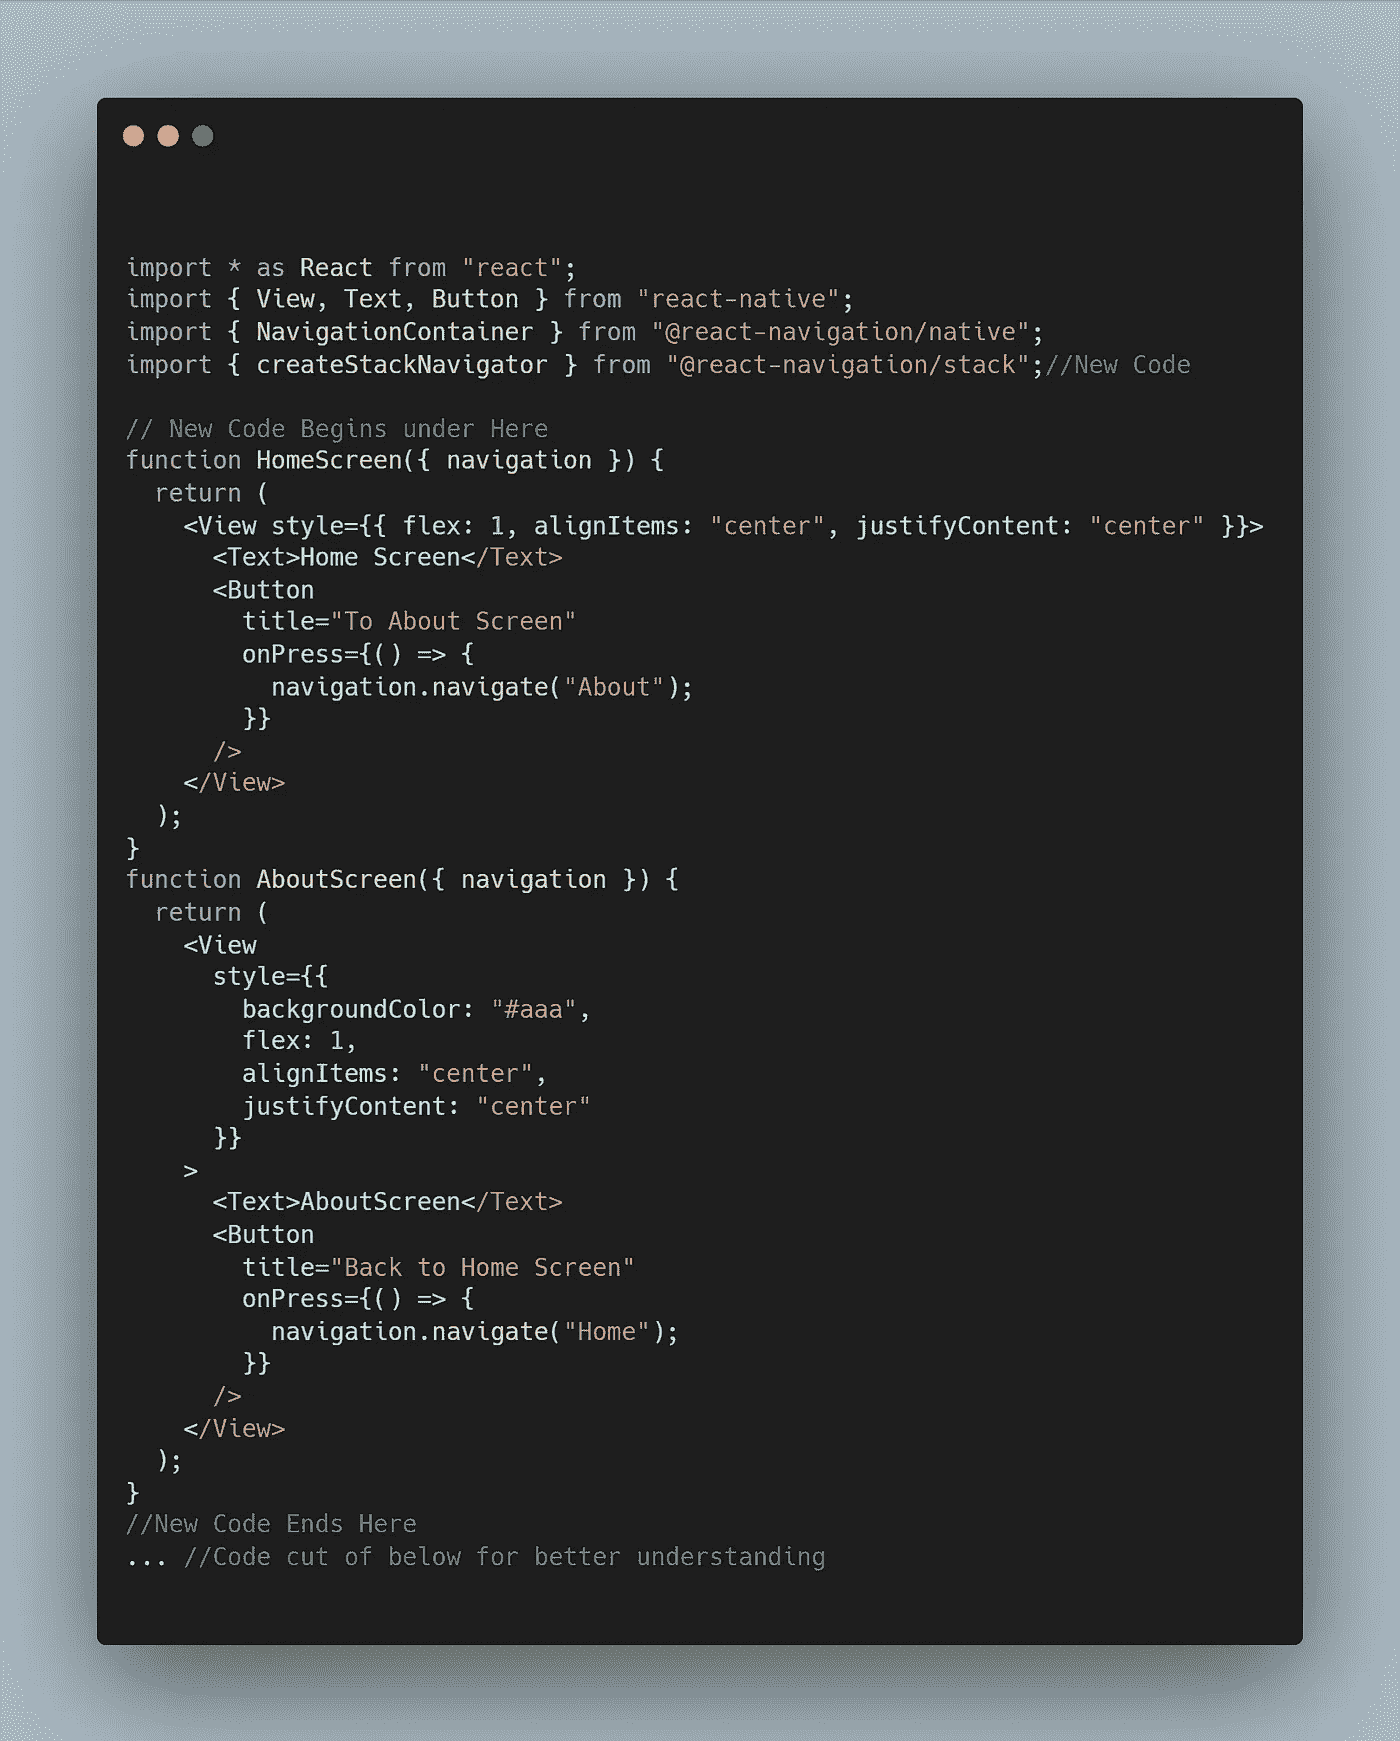 import * as React from "react";
import { View, Text, Button } from "react-native";
import { NavigationContainer } from "@react-navigation/native";
import { createStackNavigator } from "@react-navigation/stack";//New Code

// New Code Begins under Here
function HomeScreen({ navigation }) {
  return (
    <View style={{ flex: 1, alignItems: "center", justifyContent: "center" }}>
      <Text>Home Screen</Text>
      <Button
        title="To About Screen"
        onPress={() => {
          navigation.navigate("About");
        }}
      />
    </View>
  );
}
function AboutScreen({ navigation }) {
  return (
    <View
      style={{
        backgroundColor: "#aaa",
        flex: 1,
        alignItems: "center",
        justifyContent: "center"
      }}
    >
      <Text>AboutScreen</Text>
      <Button
        title="Back to Home Screen"
        onPress={() => {
          navigation.navigate("Home");
        }}
      />
    </View>
  );
}
//New Code Ends Here
... //Code cut of below for better understanding